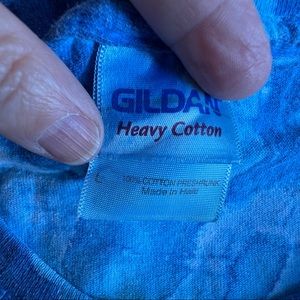 GILDAN
Heavy Cotton
L
100% COTTON PRESHRUNK
Made in Haiti